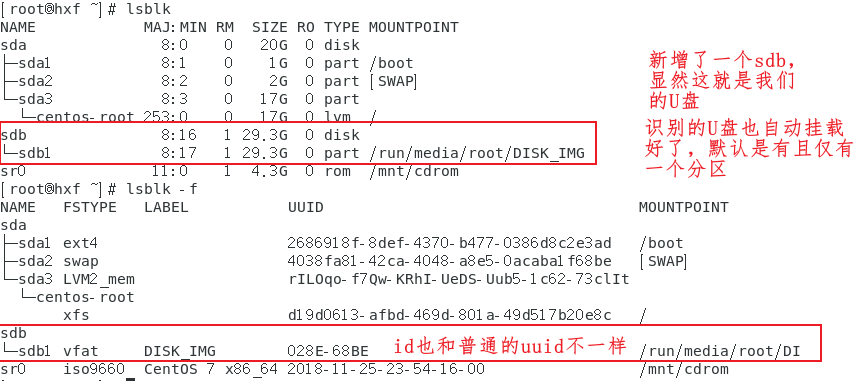 [root@hxf ~]# lsblk
NAME MAJ:MIN RM SIZE RO TYPE MOUNTPOINT
sda 8:0 0 20G 0 disk
├─sda1 8:1 0 1G 0 part /boot
├─sda2 8:2 0 2G 0 part [SWAP]
└─sda3 8:3 0 17G 0 part
└─centos-root 253:0 0 17G 0 lvm /
sdb 8:16 1 29.3G 0 disk
└─sdb1 8:17 1 29.3G 0 part /run/media/root/DISK_IMG
sr0 11:0 1 4.3G 0 rom /mnt/cdrom
新增了一个sdb，
显然这就是我们
的U盘
识别的U盘也自动挂载
好了，默认是有且仅有
一个分区
[root@hxf ~]# lsblk -f
NAME FSTYPE LABEL UUID MOUNTPOINT
sda
├─sda1 ext4 2686918f-8def-4370-b477-0386d8c2e3ad /boot
├─sda2 swap 4038fa81-42ca-4048-a8e5-0acaba1f68be [SWAP]
└─sda3 LVM2_mem rILOqo-f7Qw-KRhI-UeDS-Uub5-1c62-73clIt
└─centos-root
xfs d19d0613-afbd-469d-801a-49d517b20e8c /
sdb
└─sdb1 vfat DISK_IMG 028E-68BE id也和普通的uuid不一样 /run/media/root/DI
sr0 iso9660 CentOS 7 x86_64 2018-11-25-23-54-16-00 /mnt/cdrom